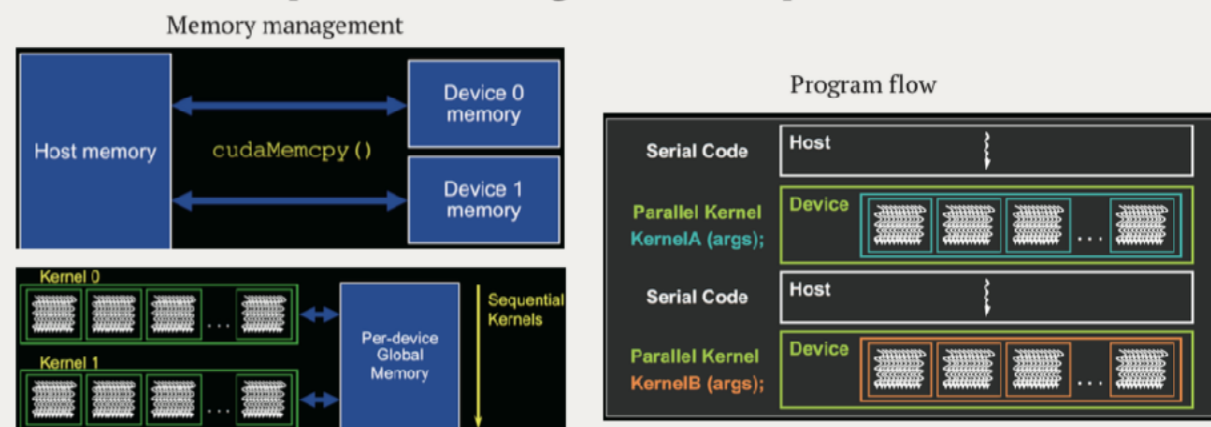 Memory management
Host memory
cudaMemcpy()
Device 0
memory
Device 1
memory
Kernel 0
...
Kernel 1
...
Per-device
Global
Memory
Sequential
Kernels
Program flow
Serial Code
Host
Parallel Kernel
KernelA (args);
Device
...
Serial Code
Host
Parallel Kernel
KernelB (args);
Device
...